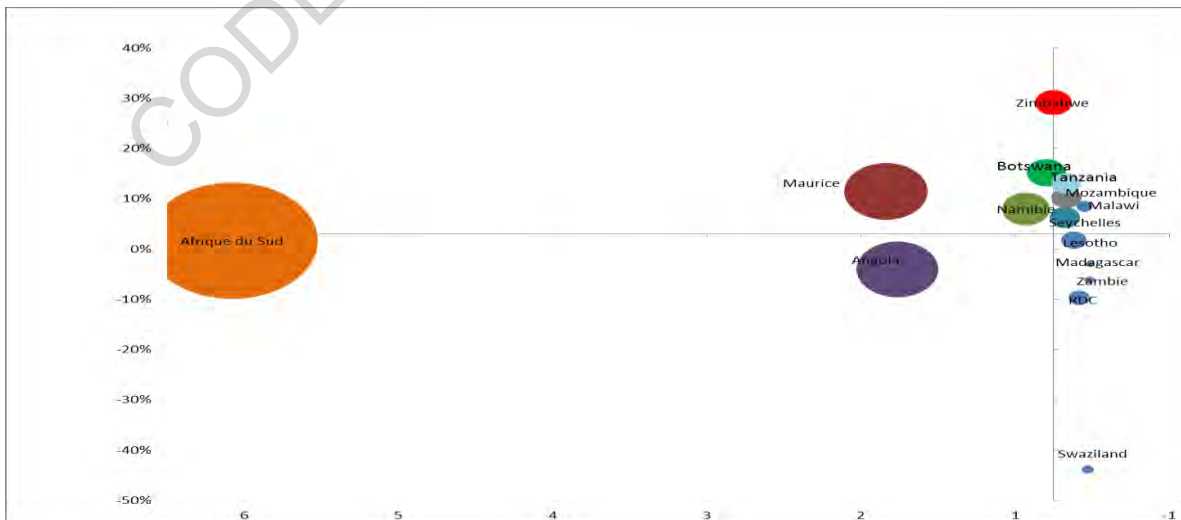 CODE
40%
30%
Zimbabwe
20%
Botswana
Tanzania
Maurice
Mozambique
10%
Namibie
Malawi
Seychelles
Afrique du Sud
Lesotho
0%
Angola
Madagascar
Zambie
-10%
RDC
-20%
-30%
-40%
Swaziland
-50%
6
5
4
3
2
1
-1